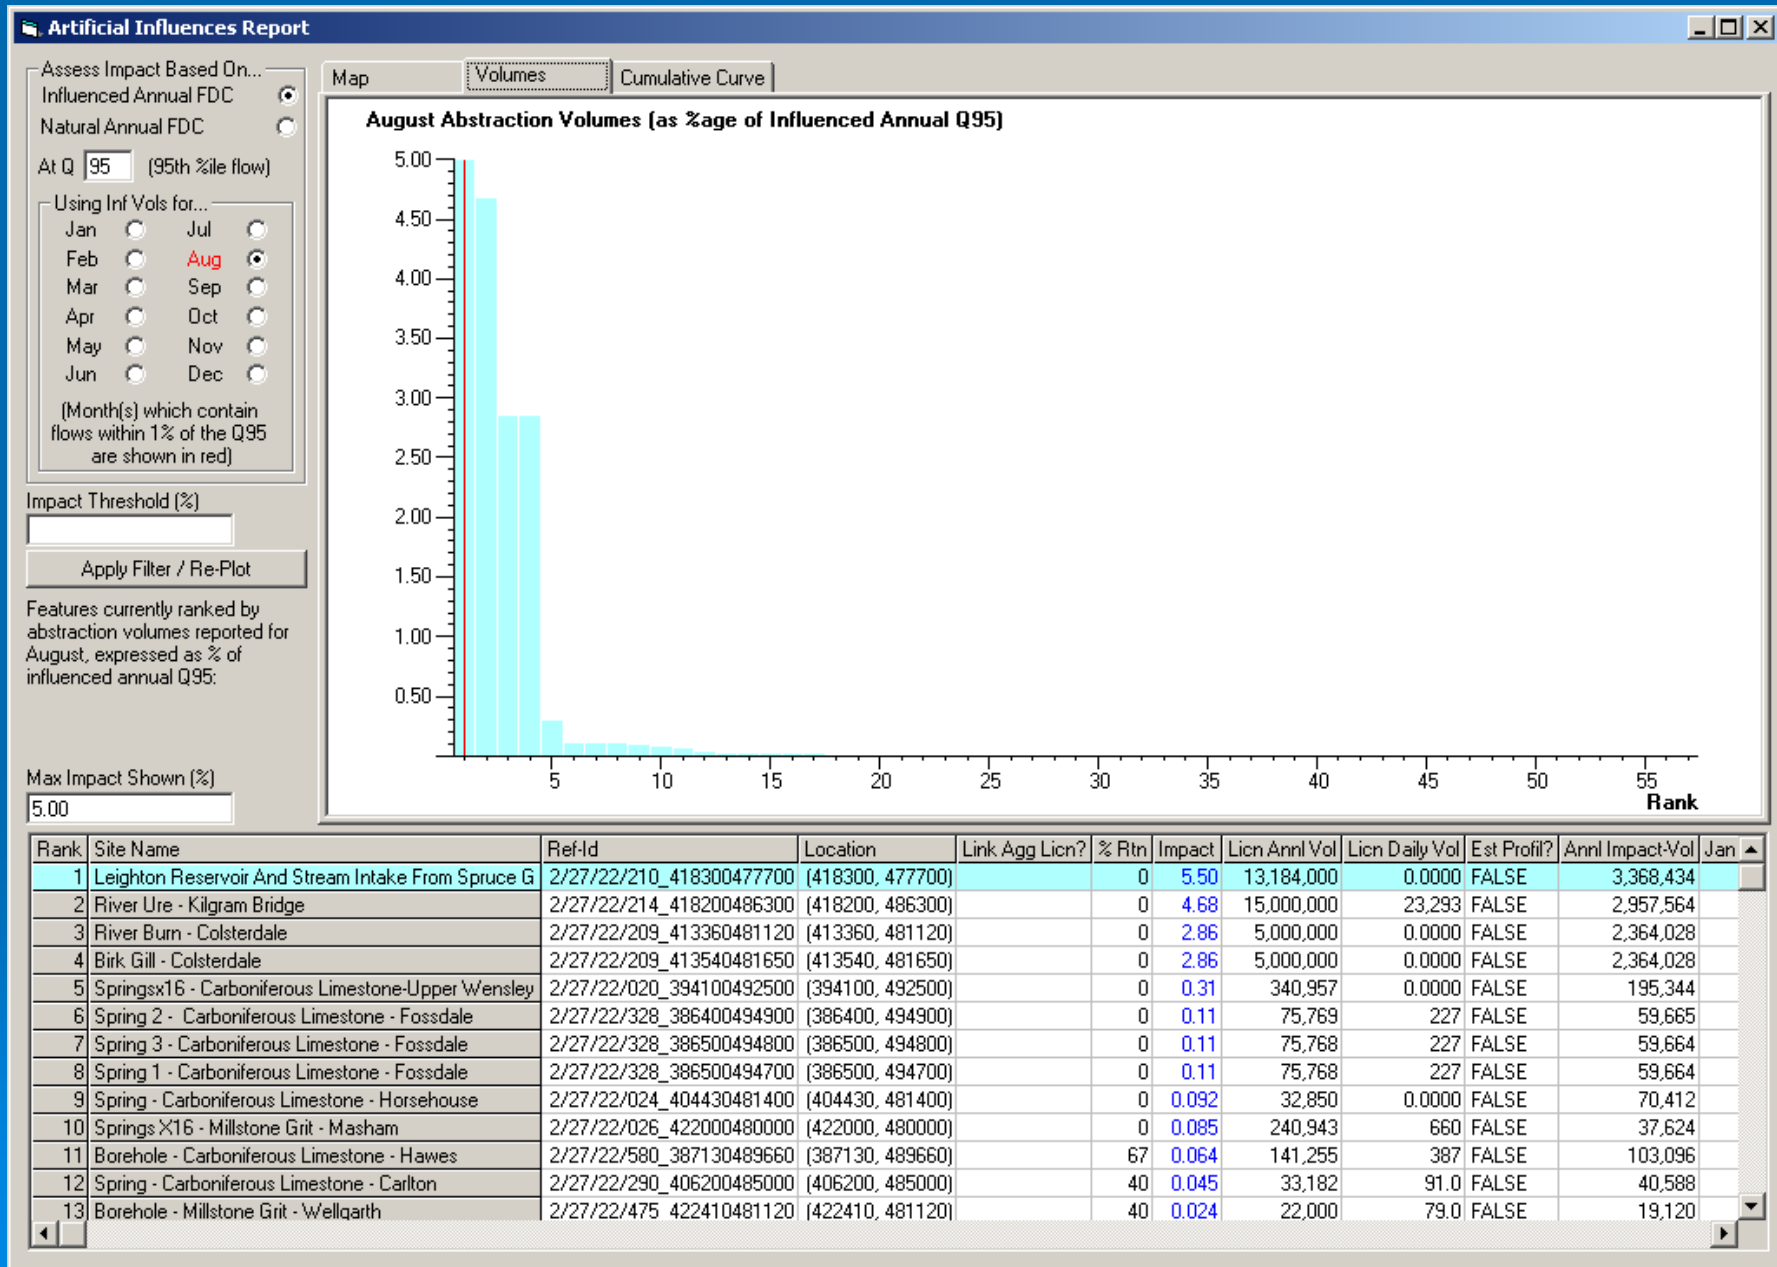 Artificial Influences Report
Assess Impact Based On...
Influenced Annual FDC
Natural Annual FDC
At Q 95 (95th %ile flow)
Using Inf Vols for...
Jan Jul
Feb Aug
Mar Sep
Apr Oct
May Nov
Jun Dec
(Month(s) which contain
flows within 1% of the Q95
are shown in red)
Impact Threshold (%)
Apply Filter / Re-Plot
Features currently ranked by
abstraction volumes reported for
August, expressed as % of
influenced annual Q95:
Max Impact Shown (%)
5.00
Map Volumes Cumulative Curve
August Abstraction Volumes (as %age of Influenced Annual Q95)
5.00
4.50
4.00
3.50
3.00
2.50
2.00
1.50
1.00
0.50
5 10 15 20 25 30 35 40 45 50 55
Rank
Rank Site Name Ref-Id Location Link Agg Licn? % Rtn Impact Licn Annl Vol Licn Daily Vol Est Profil? Annl Impact-Vol Jan
1 Leighton Reservoir And Stream Intake From Spruce G 2/27/22/210_418300477700 (418300, 477700) 0 5.50 13,184,000 0.0000 FALSE 3,368,434
2 River Ure - Kilgram Bridge 2/27/22/214_418200486300 (418200, 486300) 0 4.68 15,000,000 23,293 FALSE 2,957,564
3 River Burn - Colsterdale 2/27/22/209_413360481120 (413360, 481120) 0 2.86 5,000,000 0.0000 FALSE 2,364,028
4 Birk Gill - Colsterdale 2/27/22/209_413540481650 (413540, 481650) 0 2.86 5,000,000 0.0000 FALSE 2,364,028
5 Springsx16 - Carboniferous Limestone-Upper Wensley 2/27/22/020_394100492500 (394100, 492500) 0 0.31 340,957 0.0000 FALSE 195,344
6 Spring 2 - Carboniferous Limestone - Fossdale 2/27/22/328_386400494900 (386400, 494900) 0 0.11 75,769 227 FALSE 59,665
7 Spring 3 - Carboniferous Limestone - Fossdale 2/27/22/328_386500494800 (386500, 494800) 0 0.11 75,768 227 FALSE 59,664
8 Spring 1 - Carboniferous Limestone - Fossdale 2/27/22/328_386500494700 (386500, 494700) 0 0.11 75,768 227 FALSE 59,664
9 Spring - Carboniferous Limestone - Horsehouse 2/27/22/024_404430481400 (404430, 481400) 0 0.092 32,850 0.0000 FALSE 70,412
10 Springs X16 - Millstone Grit - Masham 2/27/22/026_422000480000 (422000, 480000) 0 0.085 240,943 660 FALSE 37,624
11 Borehole - Carboniferous Limestone - Hawes 2/27/22/580_387130489660 (387130, 489660) 67 0.064 141,255 387 FALSE 103,096
12 Spring - Carboniferous Limestone - Carlton 2/27/22/290_406200485000 (406200, 485000) 40 0.045 33,182 91.0 FALSE 40,588
13 Borehole - Millstone Grit - Wellgarth 2/27/22/475_422410481120 (422410, 481120) 40 0.024 22,000 79.0 FALSE 19,120